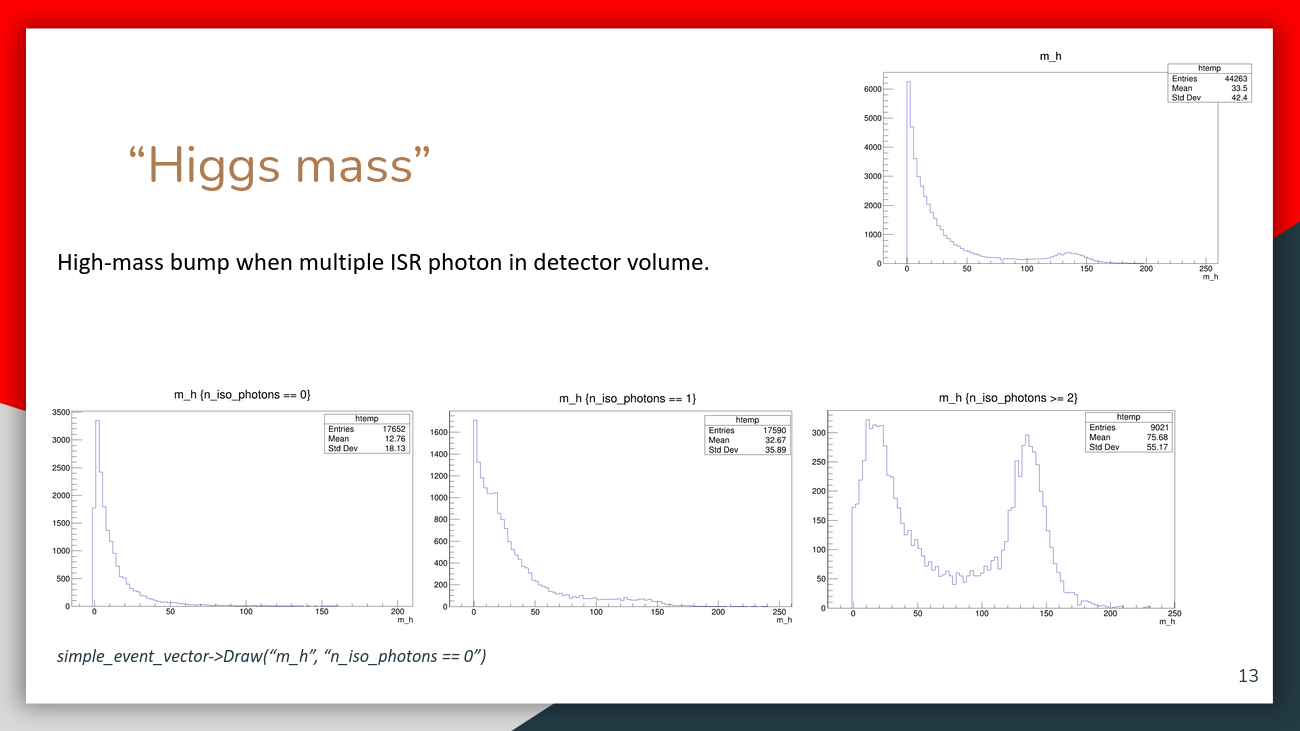 “Higgs mass”
High-mass bump when multiple ISR photon in detector volume.
m_h
htemp
Entries 44263
Mean 33.5
Std Dev 42.4
6000
5000
4000
3000
2000
1000
0
0 50 100 150 200 250
m_h
m_h {n_iso_photons == 0}
htemp
Entries 17652
Mean 12.76
Std Dev 18.13
3500
3000
2500
2000
1500
1000
500
0
0 50 100 150 200
m_h
m_h {n_iso_photons == 1}
htemp
Entries 17590
Mean 32.67
Std Dev 35.89
1600
1400
1200
1000
800
600
400
200
0
0 50 100 150 200 250
m_h
m_h {n_iso_photons >= 2}
htemp
Entries 9021
Mean 75.68
Std Dev 55.17
300
250
200
150
100
50
0
0 50 100 150 200 250
m_h
simple_event_vector->Draw(“m_h”, “n_iso_photons == 0”)
13